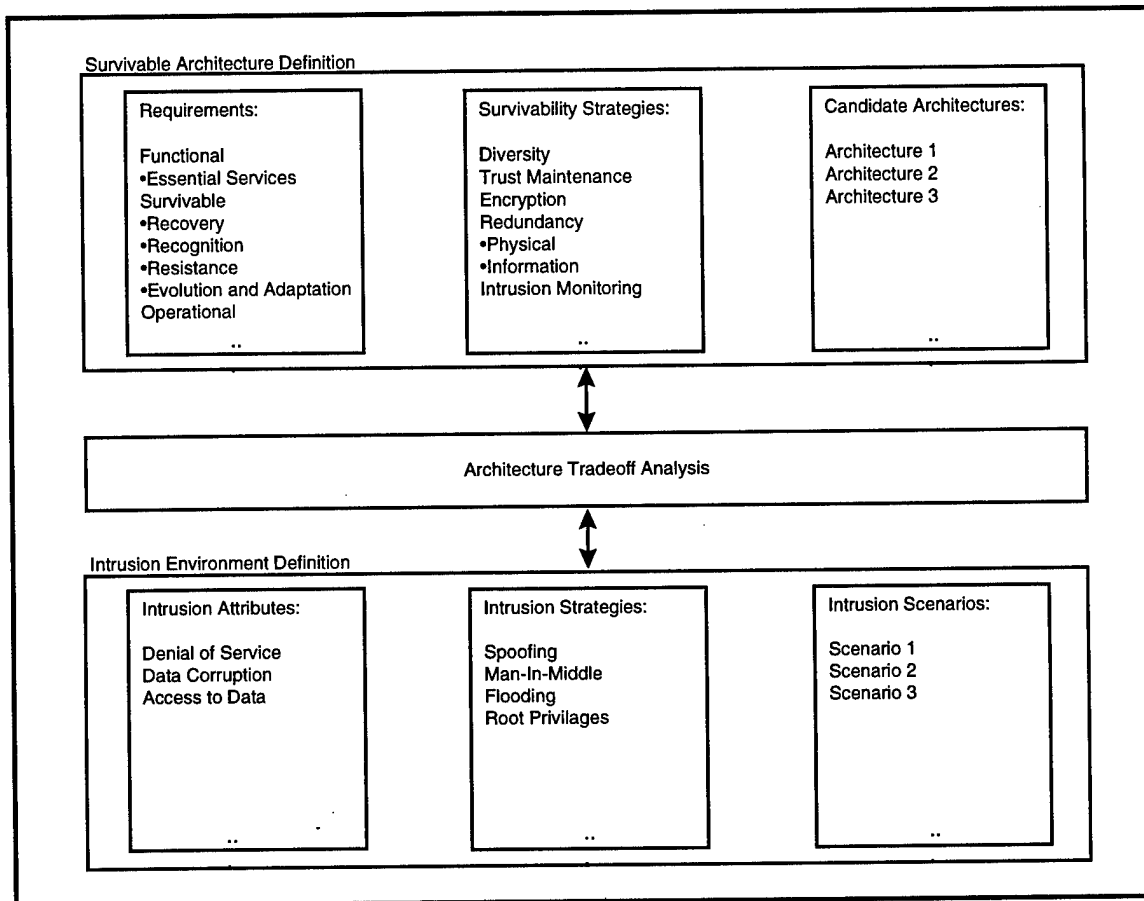 Survivable Architecture Definition
Requirements:
Functional
•Essential Services
Survivable
•Recovery
•Recognition
•Resistance
•Evolution and Adaptation
Operational
..
Survivability Strategies:
Diversity
Trust Maintenance
Encryption
Redundancy
•Physical
•Information
Intrusion Monitoring
..
Candidate Architectures:
Architecture 1
Architecture 2
Architecture 3
..
Architecture Tradeoff Analysis
Intrusion Environment Definition
Intrusion Attributes:
Denial of Service
Data Corruption
Access to Data
..
Intrusion Strategies:
Spoofing
Man-In-Middle
Flooding
Root Privilages
..
Intrusion Scenarios:
Scenario 1
Scenario 2
Scenario 3
..